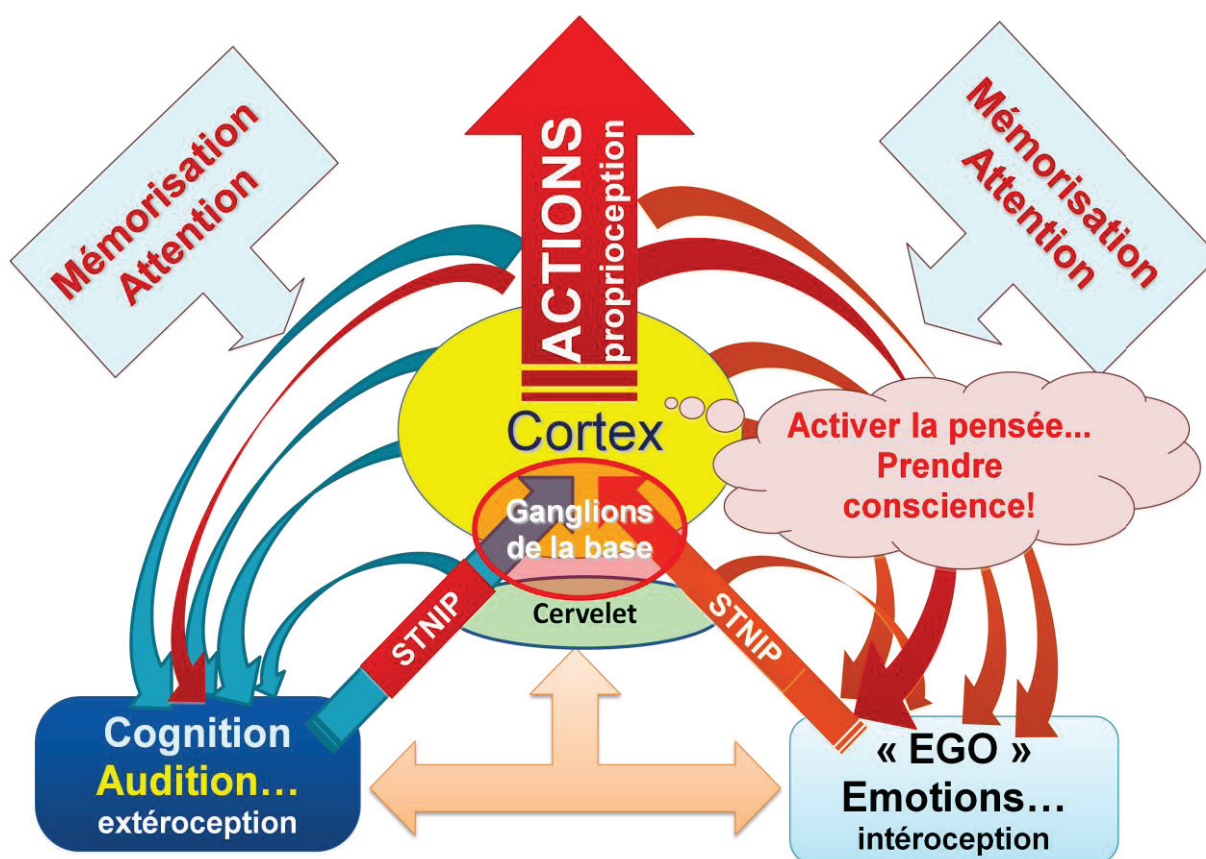 Mémorisation
Attention
ACTIONS
proprioception
Mémorisation
Attention
Cortex
Activer la pensée...
Prendre
conscience!
Ganglions
de la base
Cervelet
STNIP
STNIP
Cognition
Audition...
extéroception
« EGO »
Emotions...
intéroception